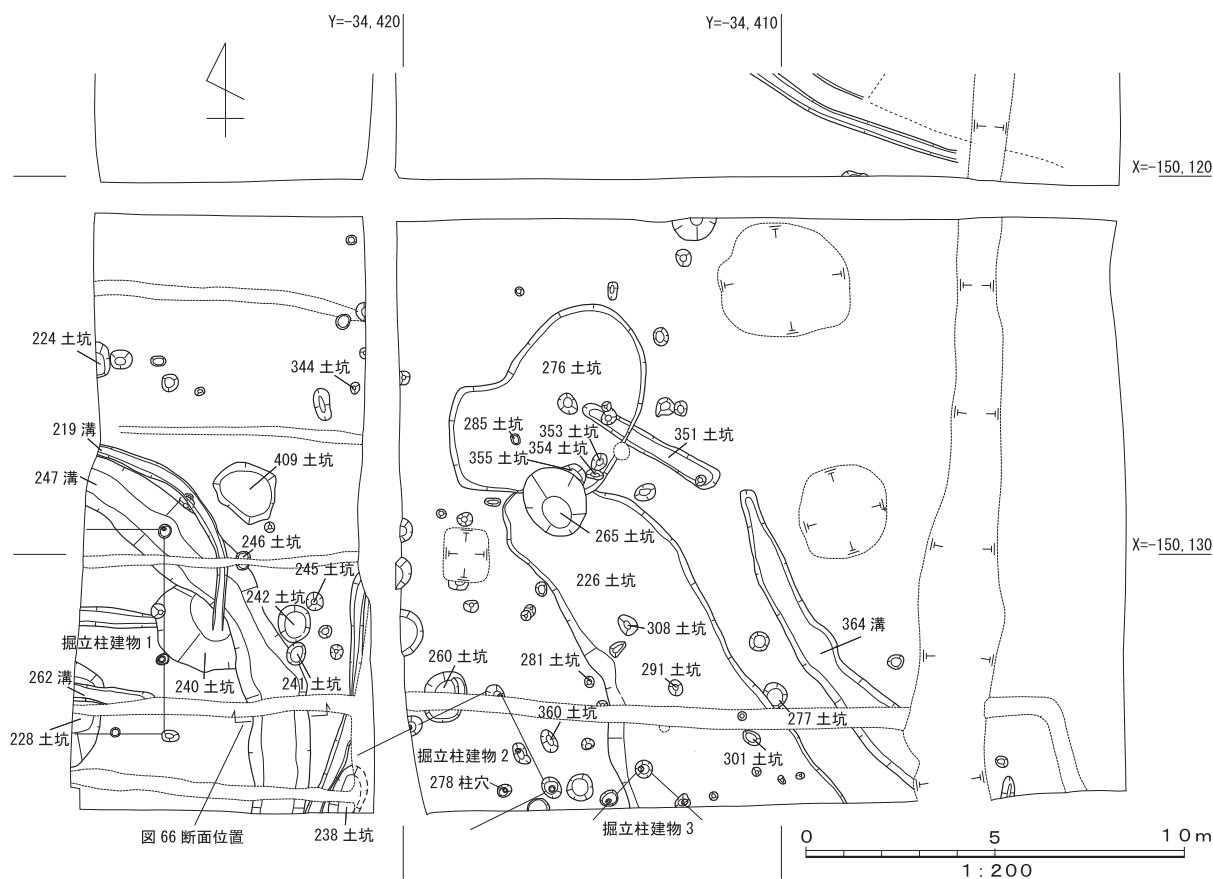 Y=-34,420
Y=-34,410
X=-150,120
224 土坑
344 土坑
276 土坑
219 溝
285 土坑
353 土坑
351 土坑
354 土坑
247 溝
409 土坑
355 土坑
265 土坑
246 土坑
X=-150,130
245 土坑
226 土坑
242 土坑
308 土坑
364 溝
掘立柱建物 1
260 土坑
281 土坑
291 土坑
262 溝
240 土坑
241 土坑
360 土坑
277 土坑
228 土坑
掘立柱建物 2
301 土坑
278 柱穴
図 66 断面位置
238 土坑
掘立柱建物 3
0 5 10m
1:200